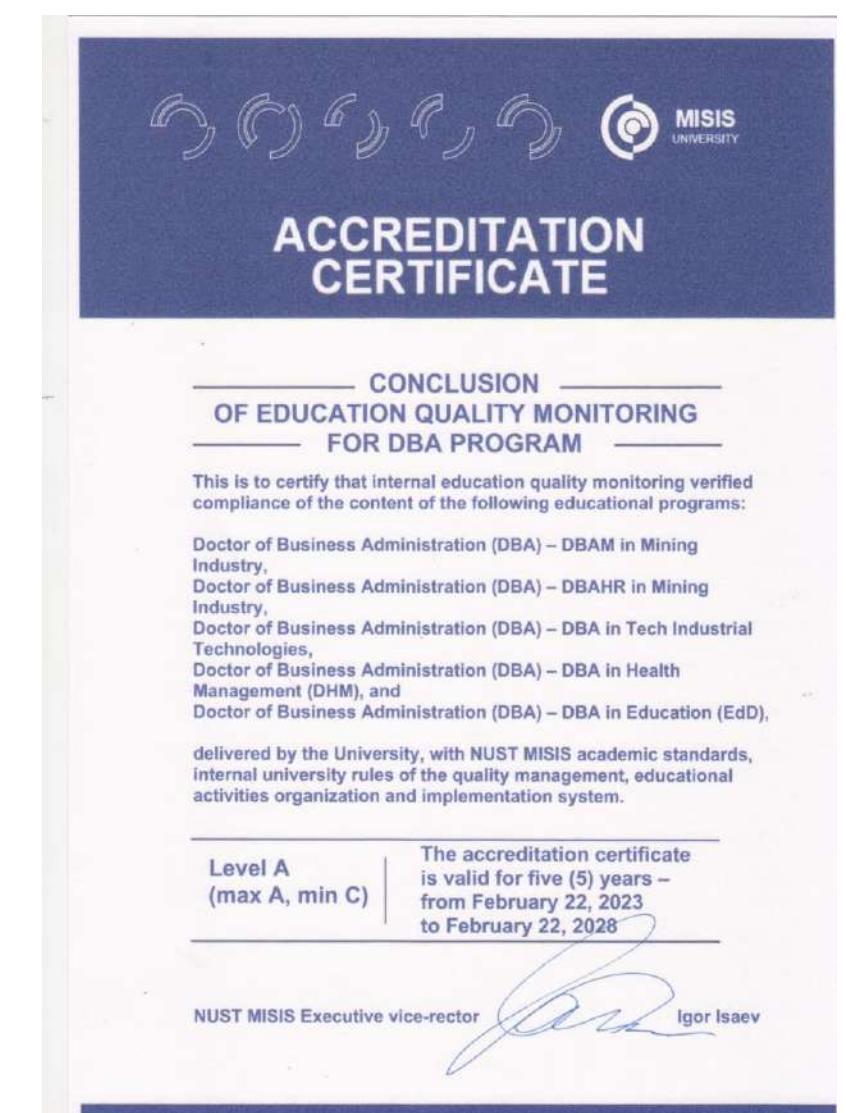 MISIS
UNIVERSITY
ACCREDITATION
CERTIFICATE
CONCLUSION
OF EDUCATION QUALITY MONITORING
FOR DBA PROGRAM
This is to certify that internal education quality monitoring verified
compliance of the content of the following educational programs:
Doctor of Business Administration (DBA) – DBAM in Mining
Industry,
Doctor of Business Administration (DBA) – DBAHR in Mining
Industry,
Doctor of Business Administration (DBA) – DBA in Tech Industrial
Technologies,
Doctor of Business Administration (DBA) – DBA in Health
Management (DHM), and
Doctor of Business Administration (DBA) – DBA in Education (EdD),
delivered by the University, with NUST MISIS academic standards,
internal university rules of the quality management, educational
activities organization and implementation system.
Level A
(max A, min C)
The accreditation certificate
is valid for five (5) years –
from February 22, 2023
to February 22, 2028
NUST MISIS Executive vice-rector
Igor Isaev